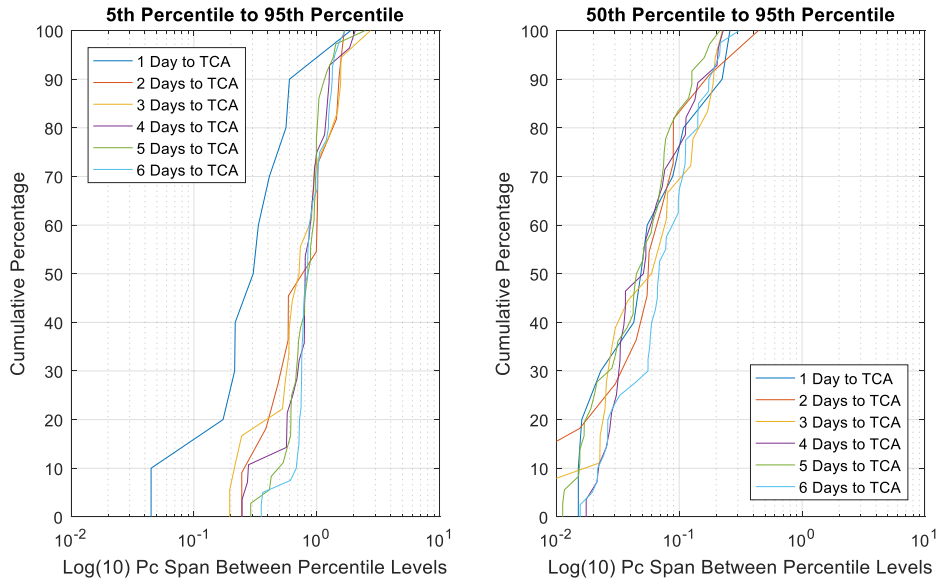 5th Percentile to 95th Percentile
Cumulative Percentage
100
90
80
70
60
50
40
30
20
10
0
1 Day to TCA
2 Days to TCA
3 Days to TCA
4 Days to TCA
5 Days to TCA
6 Days to TCA
10^-2
10^-1
10^0
10^1
Log(10) Pc Span Between Percentile Levels
50th Percentile to 95th Percentile
Cumulative Percentage
100
90
80
70
60
50
40
30
20
10
0
1 Day to TCA
2 Days to TCA
3 Days to TCA
4 Days to TCA
5 Days to TCA
6 Days to TCA
10^-2
10^-1
10^0
10^1
Log(10) Pc Span Between Percentile Levels